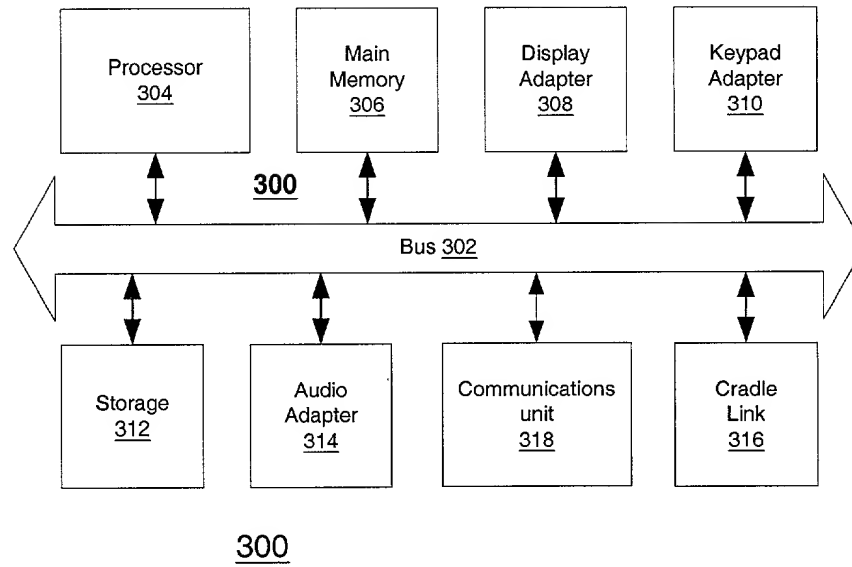 Processor
304
Main
Memory
306
Display
Adapter
308
Keypad
Adapter
310
300
Bus 302
Storage
312
Audio
Adapter
314
Communications
unit
318
Cradle
Link
316
300